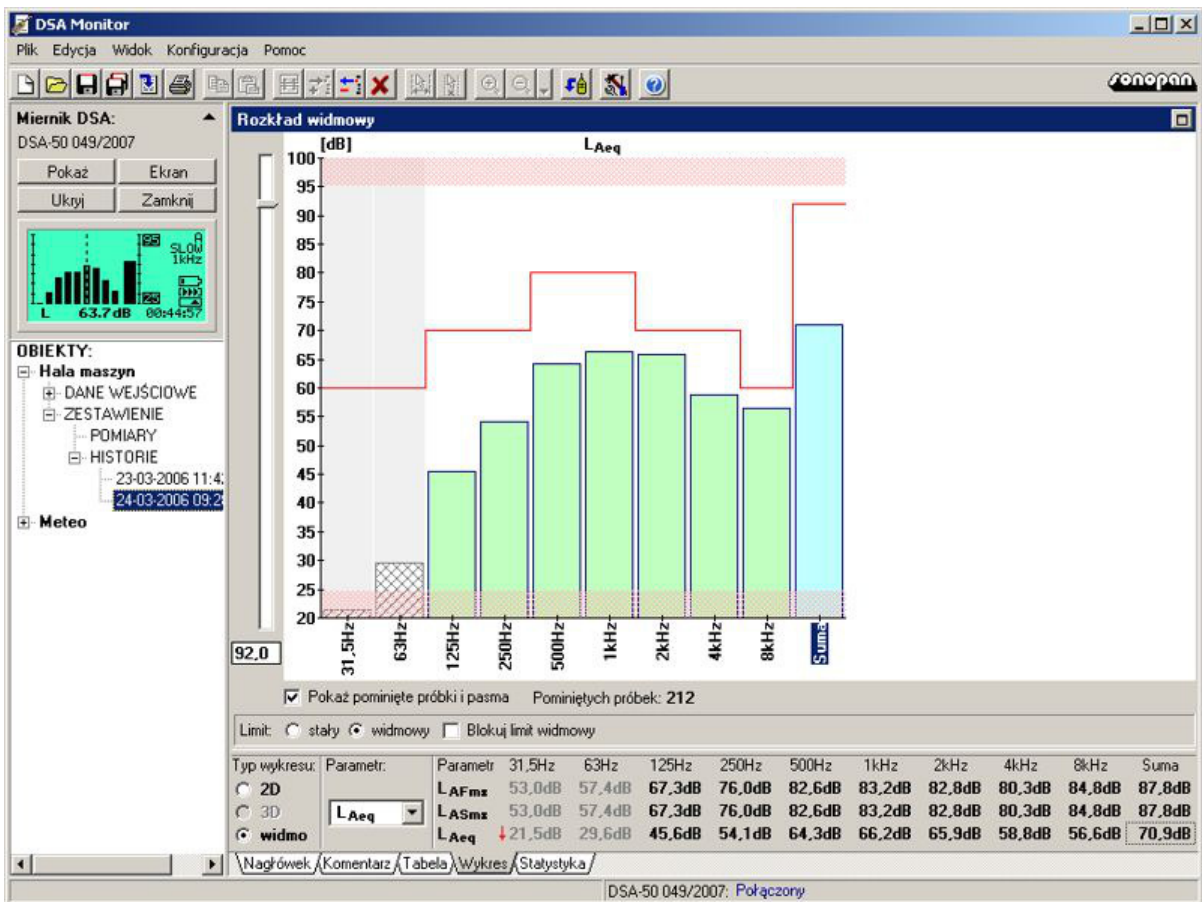 DSA Monitor
Plik Edycja Widok Konfiguracja Pomoc
sonopan
Miernik DSA:
DSA-50 049/2007
Pokaż Ekran
Ukryj Zamknij
95 A
SLOW
1kHz
25
L 63.7dB 00:44:57
OBIEKTY:
Hala maszyn
DANE WEJŚCIOWE
ZESTAWIENIE
POMIARY
HISTORIE
23-03-2006 11:4
24-03-2006 09:2
Meteo
Rozkład widmowy
[dB] LAeq
100
95
90
85
80
75
70
65
60
55
50
45
40
35
30
25
20
31,5Hz 63Hz 125Hz 250Hz 500Hz 1kHz 2kHz 4kHz 8kHz Suma
92,0
Pokaż pominięte próbki i pasma Pominiętych próbek: 212
Limit: stały widmowy Blokuj limit widmowy
Typ wykresu: Parametr: Parametr 31,5Hz 63Hz 125Hz 250Hz 500Hz 1kHz 2kHz 4kHz 8kHz Suma
2D LAFmx 53,0dB 57,4dB 67,3dB 76,0dB 82,6dB 83,2dB 82,8dB 80,3dB 84,8dB 87,8dB
3D LAeq LASmx 53,0dB 57,4dB 67,3dB 76,0dB 82,6dB 83,2dB 82,8dB 80,3dB 84,8dB 87,8dB
widmo LAeq ↓21,5dB 29,6dB 45,6dB 54,1dB 64,3dB 66,2dB 65,9dB 58,8dB 56,6dB 70,9dB
Nagłówek Komentarz Tabela Wykres Statystyka
DSA-50 049/2007: Połączony